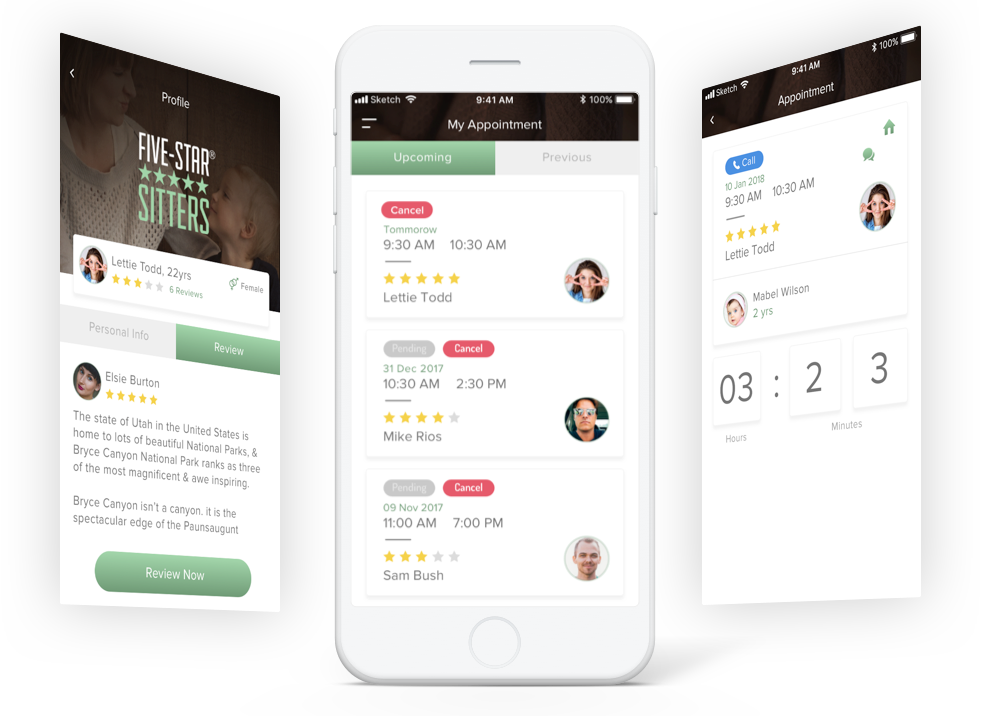 Profile
FIVE-STAR®
SITTERS
Lettie Todd, 22yrs
6 Reviews
Female
Personal Info
Review
Elsie Burton
The state of Utah in the United States is
home to lots of beautiful National Parks, &
Bryce Canyon National Park ranks as three
of the most magnificent & awe inspiring.
Bryce Canyon isn't a canyon. it is the
spectacular edge of the Paunsaugunt
Review Now
Sketch 9:41 AM 100%
My Appointment
Upcoming
Previous
Cancel
Tommorow
9:30 AM 10:30 AM
Lettie Todd
Pending Cancel
31 Dec 2017
10:30 AM 2:30 PM
Mike Rios
Pending Cancel
09 Nov 2017
11:00 AM 7:00 PM
Sam Bush
Sketch 9:41 AM 100%
Appointment
Call
10 Jan 2018
9:30 AM 10:30 AM
Lettie Todd
Mabel Wilson
2 yrs
03 : 2 3
Hours
Minutes